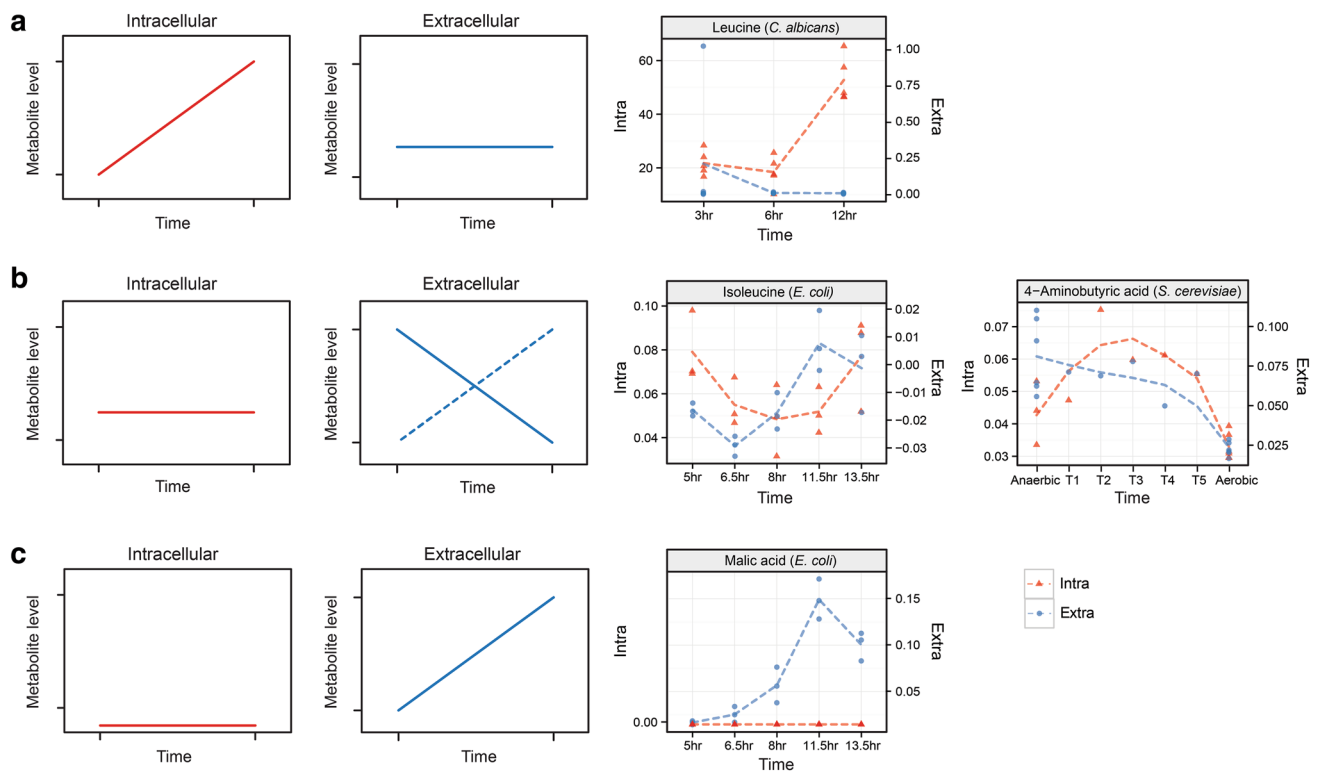 a
Intracellular
Metabolite level
Time
Extracellular
Metabolite level
Time
Leucine (C. albicans)
Intra
60
40
20
1.00
0.75
0.50
0.25
0.00
Extra
3hr 6hr 12hr
Time
b
Intracellular
Metabolite level
Time
Extracellular
Metabolite level
Time
Isoleucine (E. coli)
Intra
0.10
0.08
0.06
0.04
0.02
0.01
0.00
−0.01
−0.02
−0.03
Extra
5hr 6.5hr 8hr 11.5hr 13.5hr
Time
4−Aminobutyric acid (S. cerevisiae)
Intra
0.07
0.06
0.05
0.04
0.03
0.100
0.075
0.050
0.025
Extra
Anaerbic T1 T2 T3 T4 T5 Aerobic
Time
c
Intracellular
Metabolite level
Time
Extracellular
Metabolite level
Time
Malic acid (E. coli)
Intra
0.00
0.15
0.10
0.05
Extra
5hr 6.5hr 8hr 11.5hr 13.5hr
Time
Intra
Extra